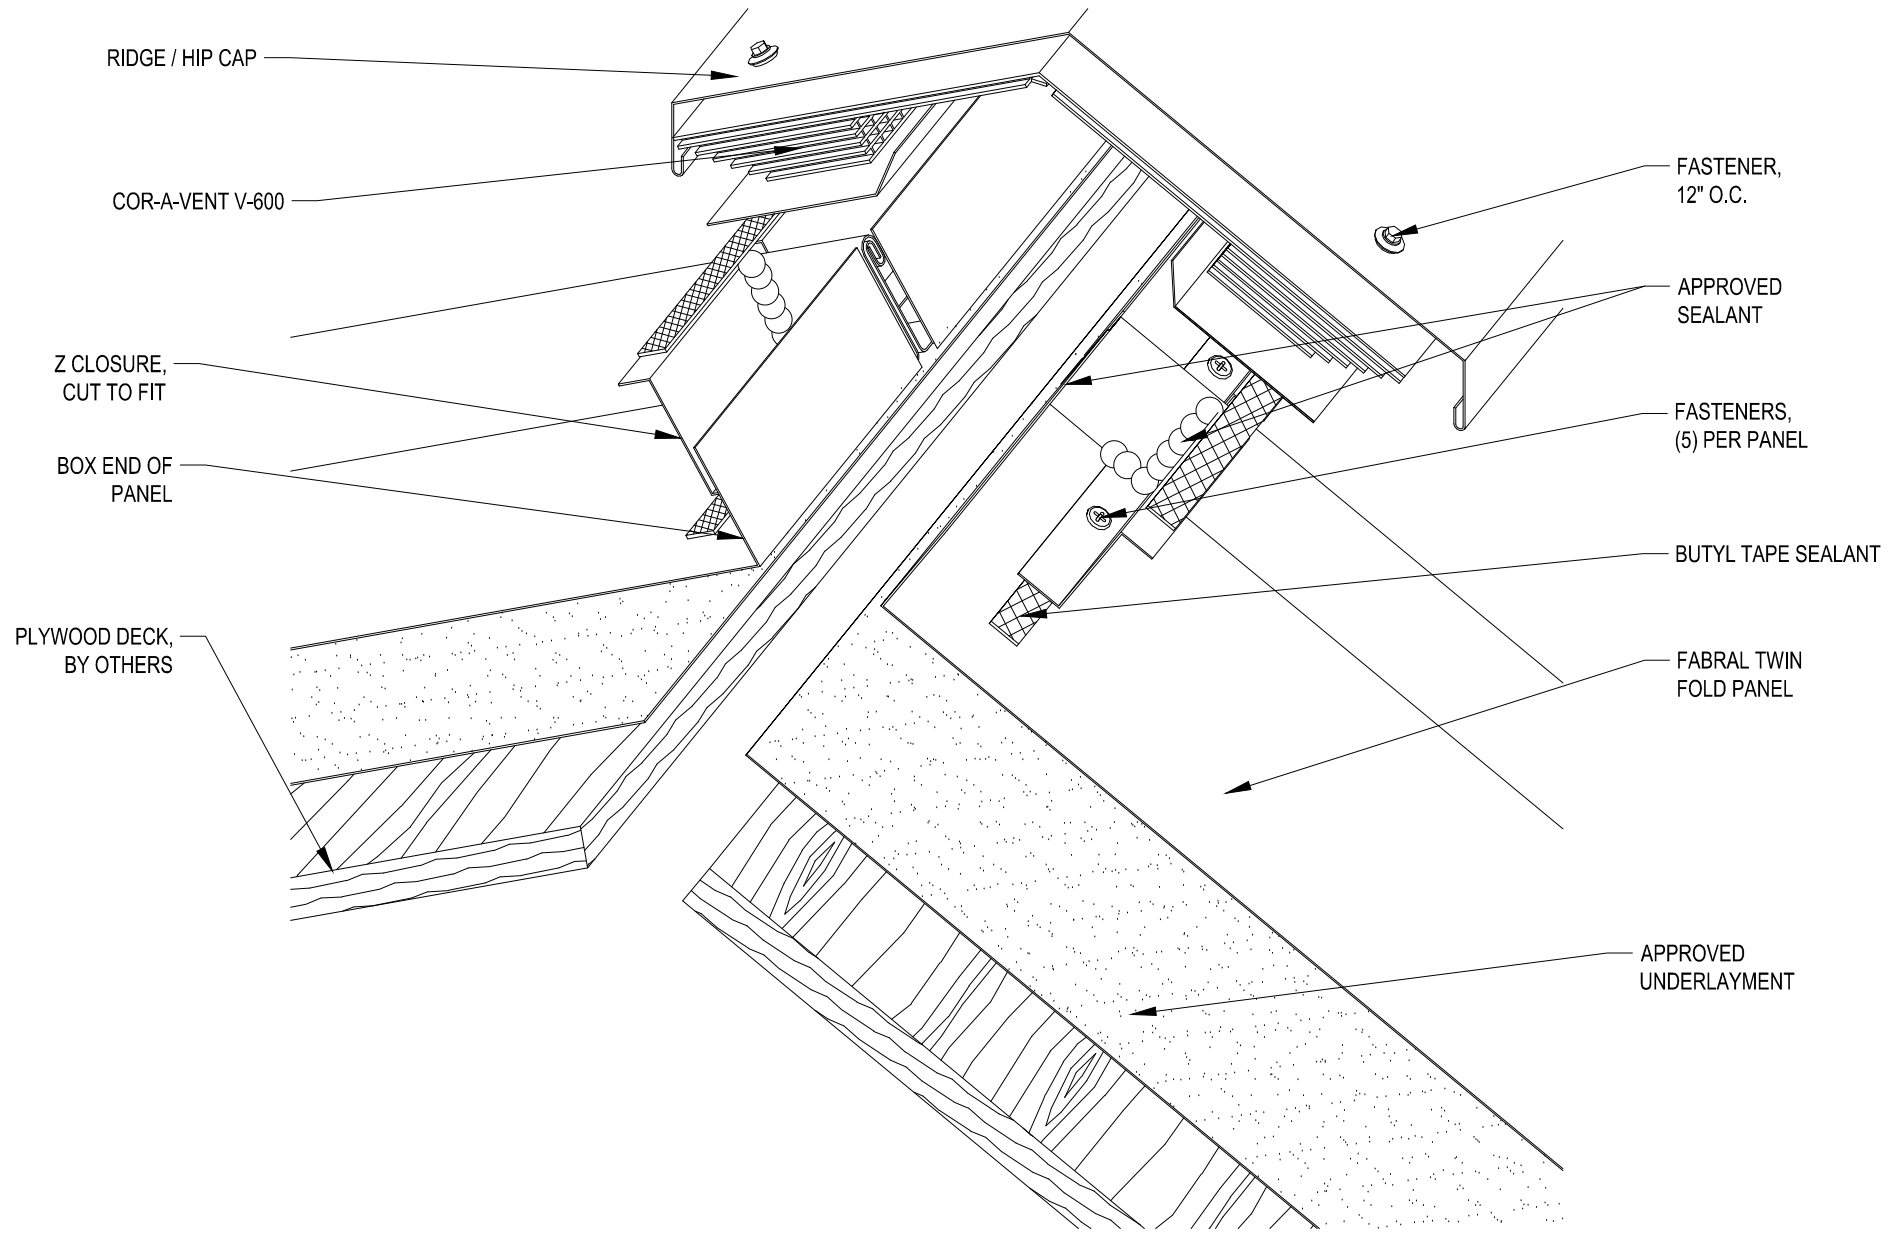 RIDGE / HIP CAP
COR-A-VENT V-600
Z CLOSURE,
CUT TO FIT
BOX END OF
PANEL
PLYWOOD DECK,
BY OTHERS
FASTENER,
12" O.C.
APPROVED
SEALANT
FASTENERS,
(5) PER PANEL
BUTYL TAPE SEALANT
FABRAL TWIN
FOLD PANEL
APPROVED
UNDERLAYMENT